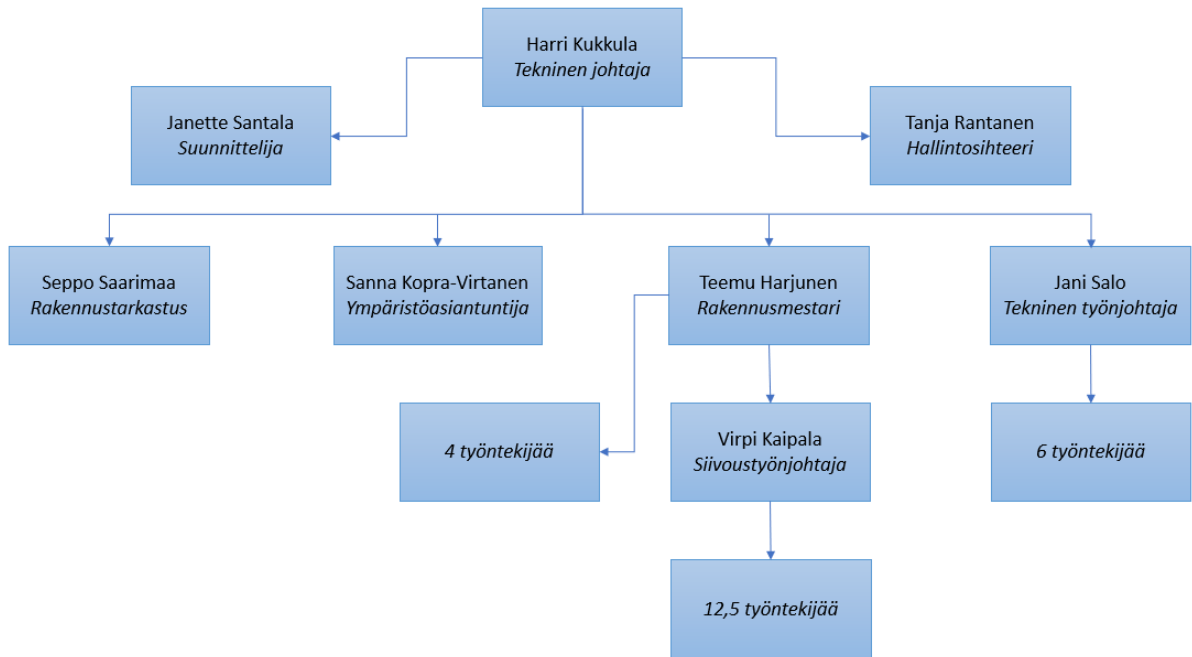 Harri Kukkula
Tekninen johtaja
Janette Santala
Suunnittelija
Tanja Rantanen
Hallintosihteeri
Seppo Saarimaa
Rakennustarkastus
Sanna Kopra-Virtanen
Ympäristöasiantuntija
Teemu Harjunen
Rakennusmestari
Jani Salo
Tekninen työnjohtaja
4 työntekijää
Virpi Kaipala
Siivoustyönjohtaja
6 työntekijää
12,5 työntekijää